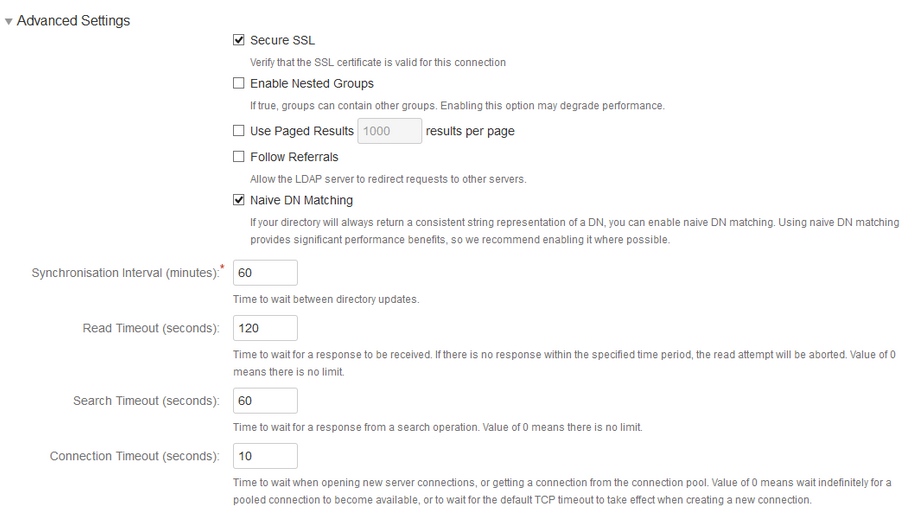 Advanced Settings
Secure SSL
Verify that the SSL certificate is valid for this connection
Enable Nested Groups
If true, groups can contain other groups. Enabling this option may degrade performance.
Use Paged Results 1000 results per page
Follow Referrals
Allow the LDAP server to redirect requests to other servers.
Naive DN Matching
If your directory will always return a consistent string representation of a DN, you can enable naive DN matching. Using naive DN matching
provides significant performance benefits, so we recommend enabling it where possible.
Synchronisation Interval (minutes):* 60
Time to wait between directory updates.
Read Timeout (seconds): 120
Time to wait for a response to be received. If there is no response within the specified time period, the read attempt will be aborted. Value of 0
means there is no limit.
Search Timeout (seconds): 60
Time to wait for a response from a search operation. Value of 0 means there is no limit.
Connection Timeout (seconds): 10
Time to wait when opening new server connections, or getting a connection from the connection pool. Value of 0 means wait indefinitely for a
pooled connection to become available, or to wait for the default TCP timeout to take effect when creating a new connection.